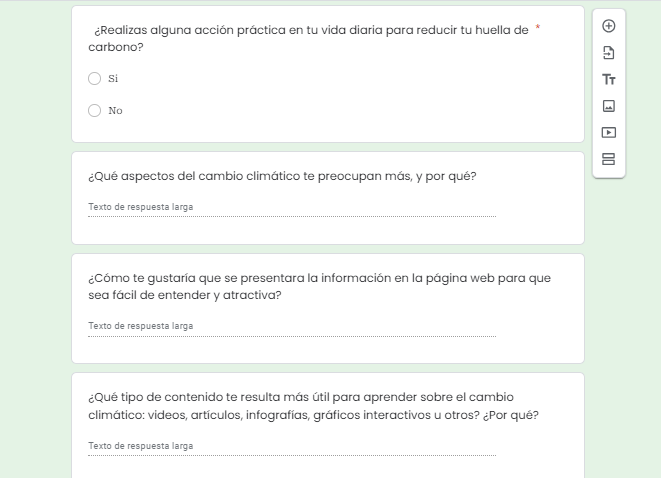 ¿Realizas alguna acción práctica en tu vida diaria para reducir tu huella de *
carbono?
Si
No
¿Qué aspectos del cambio climático te preocupan más, y por qué?
Texto de respuesta larga
¿Cómo te gustaría que se presentara la información en la página web para que
sea fácil de entender y atractiva?
Texto de respuesta larga
¿Qué tipo de contenido te resulta más útil para aprender sobre el cambio
climático: videos, artículos, infografías, gráficos interactivos u otros? ¿Por qué?
Texto de respuesta larga
Tт